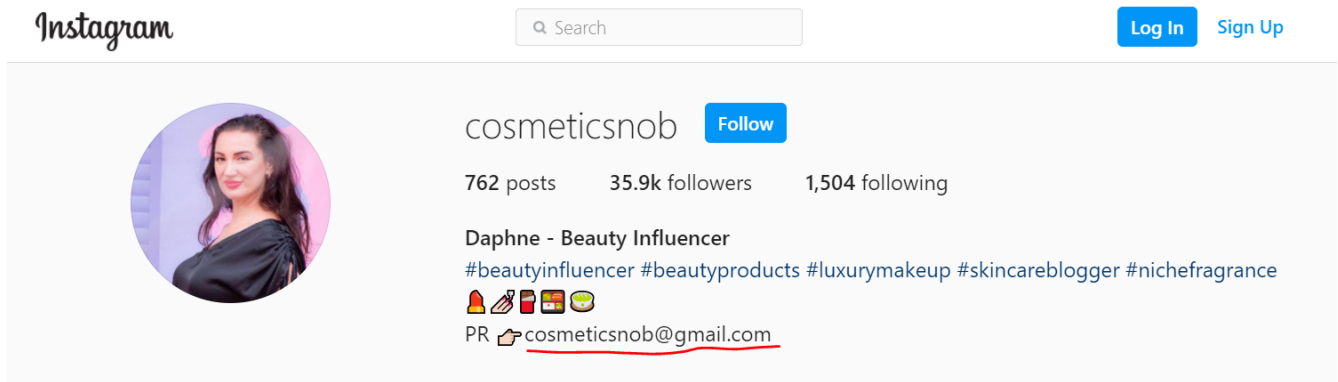 Instagram
Search
Log In
Sign Up
cosmeticsnob
Follow
762 posts
35.9k followers
1,504 following
Daphne - Beauty Influencer
#beautyinfluencer #beautyproducts #luxurymakeup #skincareblogger #nichefragrance
💄💅🍫🍱🍵
PR 👉cosmeticsnob@gmail.com